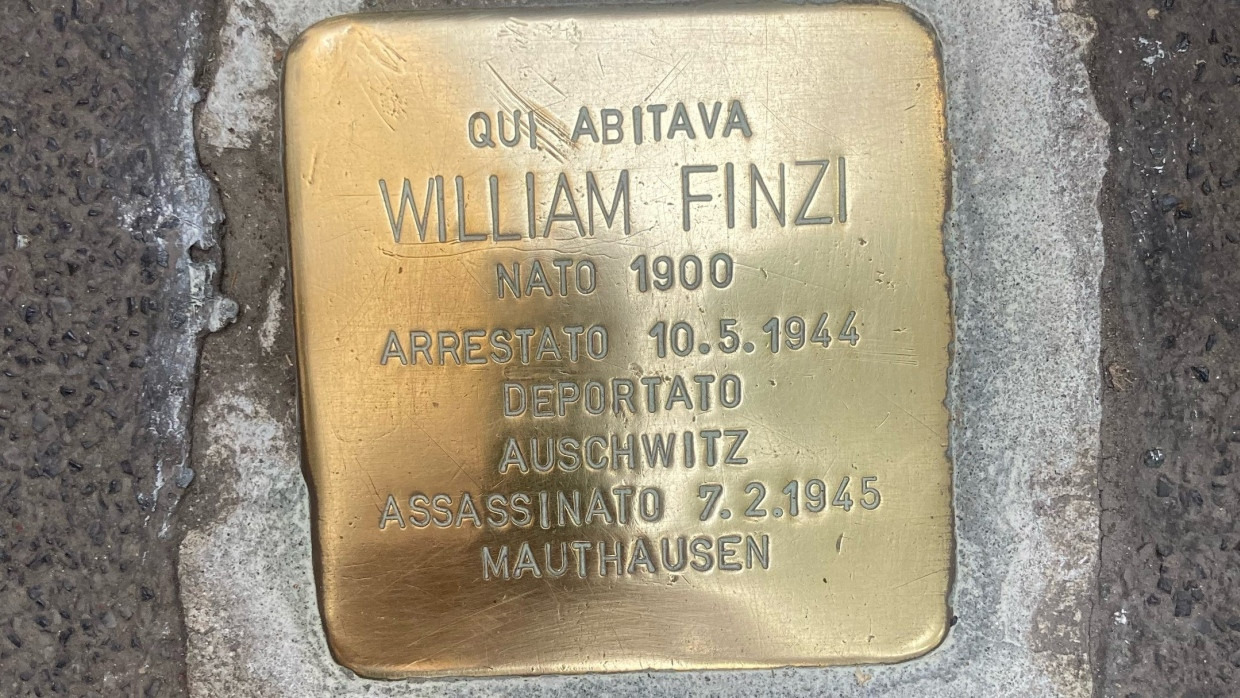 QUI ABITAVA
WILLIAM FINZI
NATO 1900
ARRESTATO 10.5.1944
DEPORTATO
AUSCHWITZ
ASSASSINATO 7.2.1945
MAUTHAUSEN